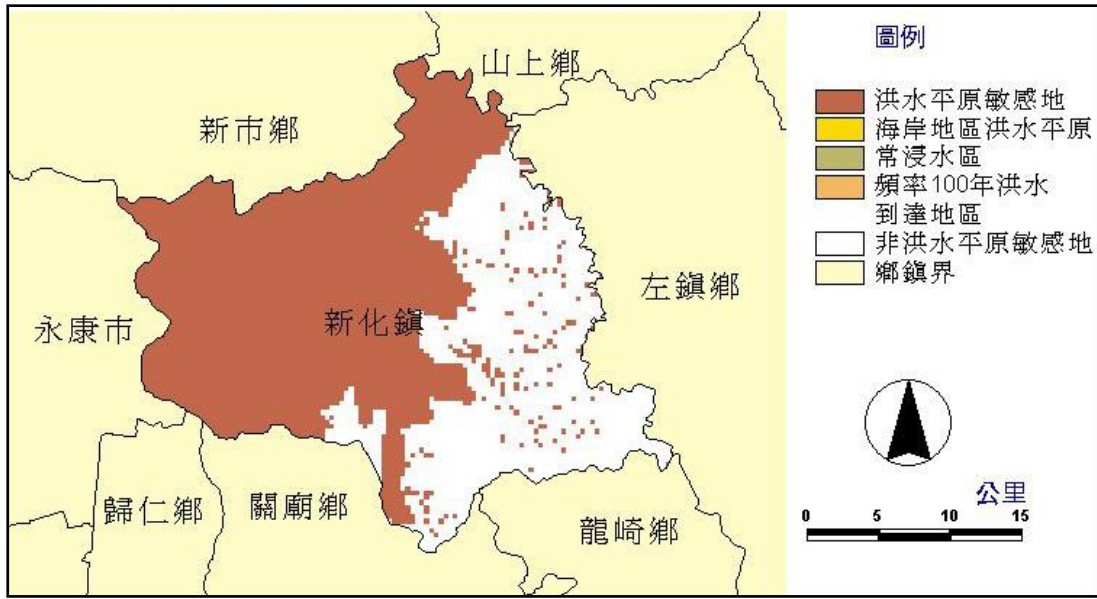 山上鄉
新市鄉
左鎮鄉
永康市
新化鎮
歸仁鄉
關廟鄉
龍崎鄉
圖例
洪水平原敏感地
海岸地區洪水平原
常浸水區
頻率100年洪水
到達地區
非洪水平原敏感地
鄉鎮界
公里
0 5 10 15